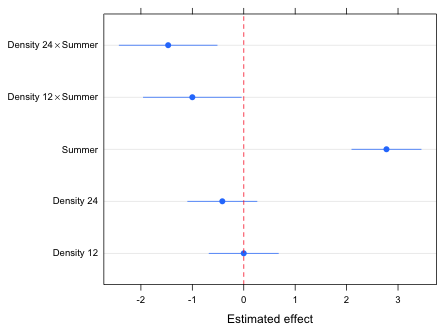 Density 24×Summer
Density 12×Summer
Summer
Density 24
Density 12
-2 -1 0 1 2 3
Estimated effect